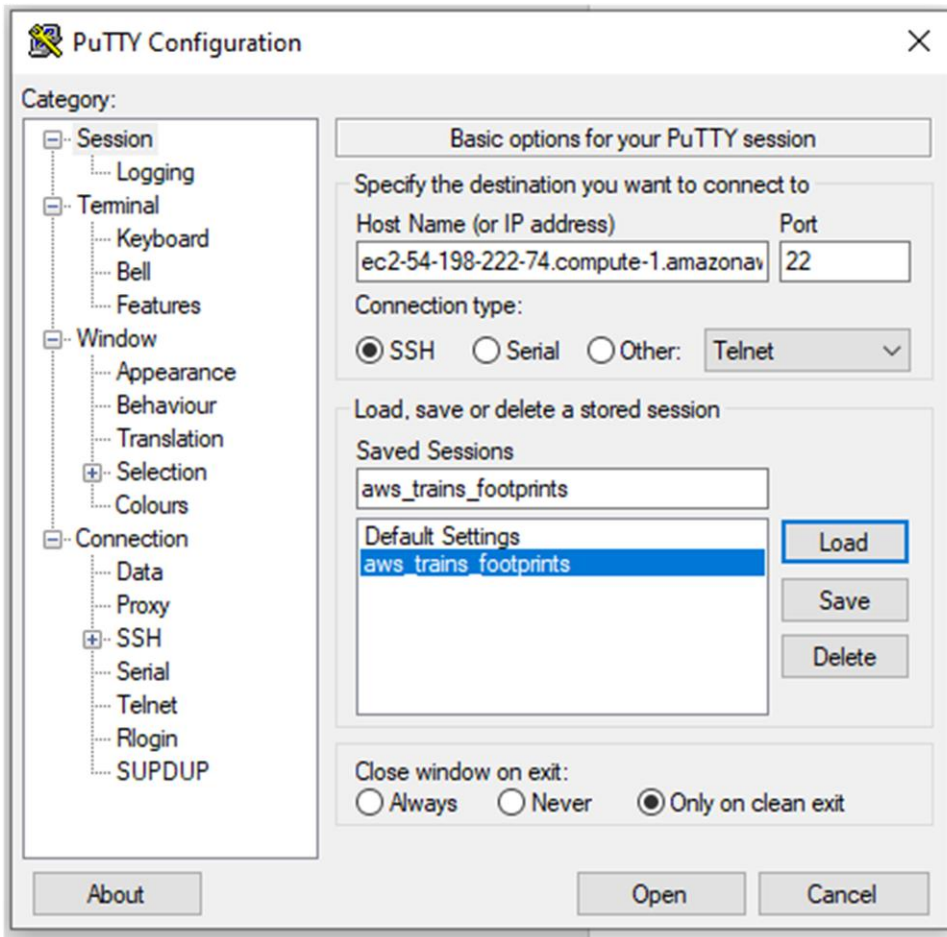 PuTTY Configuration
Category:
Session
Logging
Terminal
Keyboard
Bell
Features
Window
Appearance
Behaviour
Translation
Selection
Colours
Connection
Data
Proxy
SSH
Serial
Telnet
Rlogin
SUPDUP
Basic options for your PuTTY session
Specify the destination you want to connect to
Host Name (or IP address) Port
ec2-54-198-222-74.compute-1.amazonaw 22
Connection type:
SSH Serial Other: Telnet
Load, save or delete a stored session
Saved Sessions
aws_trains_footprints
Default Settings
aws_trains_footprints
Load
Save
Delete
Close window on exit:
Always Never Only on clean exit
About Open Cancel